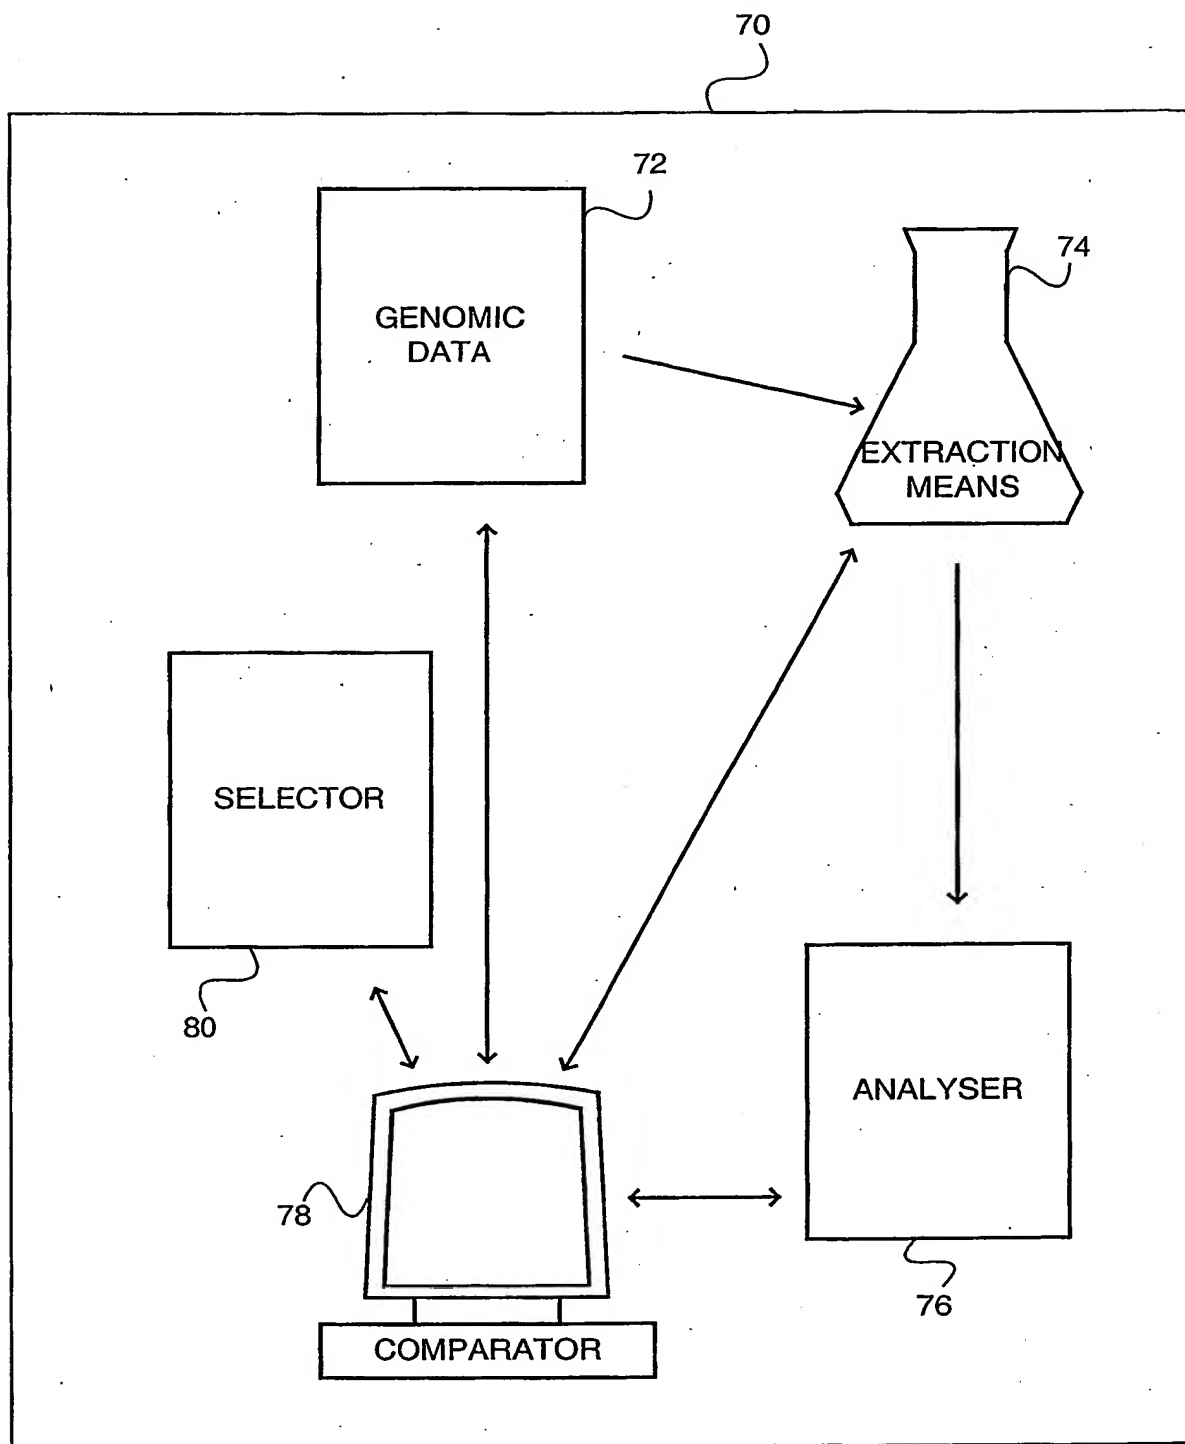 70
72
GENOMIC
DATA
74
EXTRACTION
MEANS
SELECTOR
80
ANALYSER
78
76
COMPARATOR